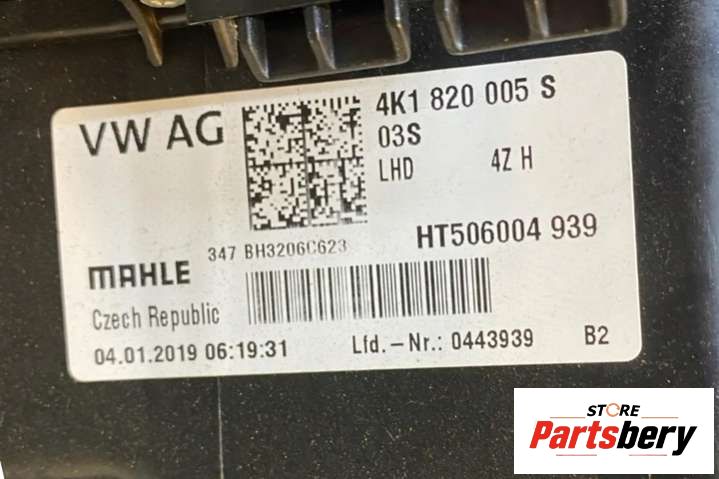 VW AG
4K1 820 005 S
03S
LHD 4Z H
347 BH3206C623
HT506004 939
MAHLE
Czech Republic
04.01.2019 06:19:31
Lfd.-Nr.: 0443939 B2
STORE
Partsbery